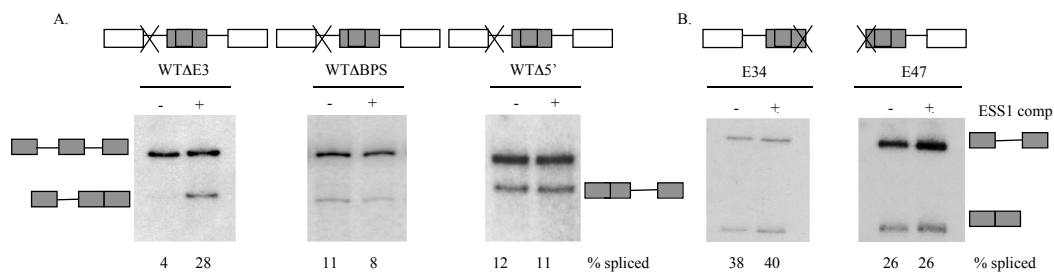 A.
B.
WTΔE3 WTΔBPS WTΔ5' E34 E47
- + - + - + - + - + ESS1 comp
4 28 11 8 12 11 % spliced 38 40 26 26 % spliced